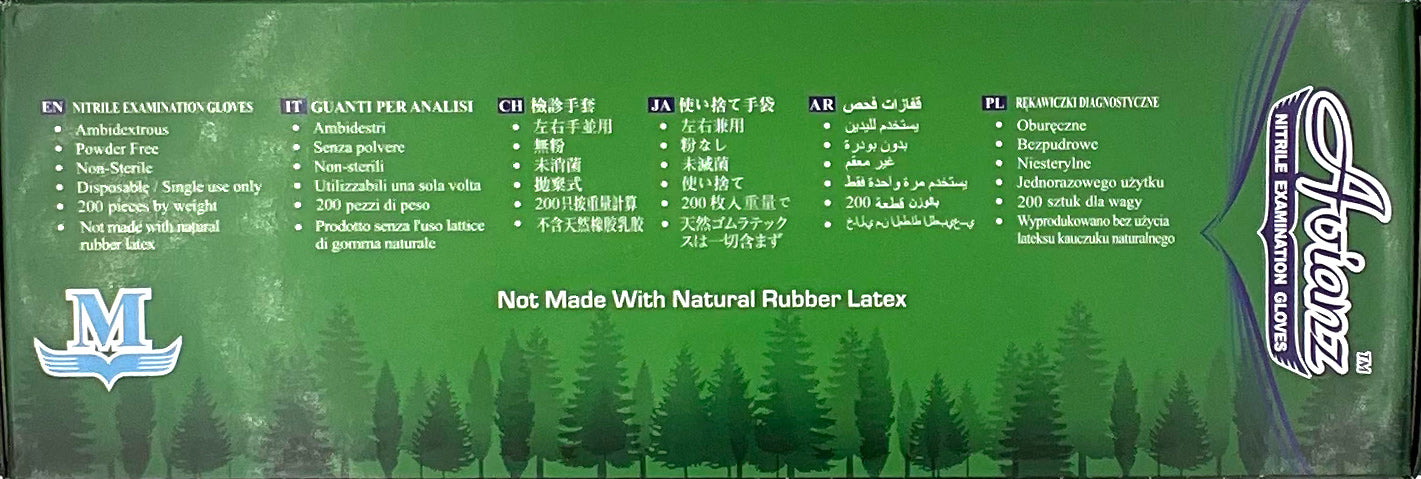 EN NITRILE EXAMINATION GLOVES
• Ambidextrous
• Powder Free
• Non-Sterile
• Disposable / Single use only
• 200 pieces by weight
• Not made with natural
rubber latex
IT GUANTI PER ANALISI
• Ambidestri
• Senza polvere
• Non-sterili
• Utilizzabili una sola volta
• 200 pezzi di peso
• Prodotto senza l'uso lattice
di gomma naturale
CH 檢診手套
• 左右手並用
• 無粉
• 未消菌
• 拋棄式
• 200只按重量計算
• 不含天然橡胶乳胶
JA 使い捨て手袋
• 左右兼用
• 粉なし
• 未滅菌
• 使い捨て
• 200枚入重量で
• 天然ゴムラテック
スは一切含まず
AR قفازات فحص
• يستخدم لليدين
• بدون بودرة
• غير معقم
• يستخدم مرة واحدة فقط
• 200 بالوزن قطعة
PL RĘKAWICZKI DIAGNOSTYCZNE
• Oburęczne
• Bezpudrowe
• Niesterylne
• Jednorazowego użytku
• 200 sztuk dla wagy
• Wyprodukowano bez użycia
lateksu kauczuku naturalnego
Not Made With Natural Rubber Latex
M
NITRILE EXAMINATION GLOVES
TM